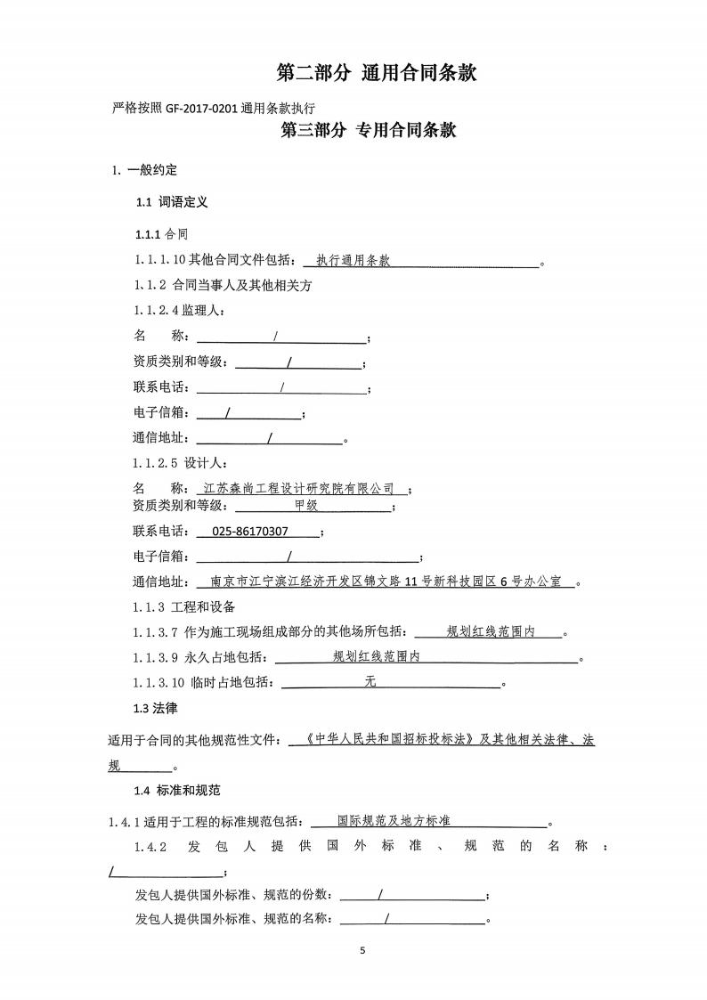 第二部分 通用合同条款
严格按照 GF-2017-0201 通用条款执行
第三部分 专用合同条款
1. 一般约定
1.1 词语定义
1.1.1 合同
1.1.1.10 其他合同文件包括： 执行通用条款 。
1.1.2 合同当事人及其他相关方
1.1.2.4 监理人：
名 称： / ；
资质类别和等级： / ；
联系电话： / ；
电子信箱： / ；
通信地址： / 。
1.1.2.5 设计人：
名 称： 江苏森尚工程设计研究院有限公司 ；
资质类别和等级： 甲级 ；
联系电话： 025-86170307 ；
电子信箱： / ；
通信地址： 南京市江宁滨江经济开发区锦文路 11 号新科技园区 6 号办公室 。
1.1.3 工程和设备
1.1.3.7 作为施工现场组成部分的其他场所包括： 规划红线范围内 。
1.1.3.9 永久占地包括： 规划红线范围内 。
1.1.3.10 临时占地包括： 无 。
1.3 法律
适用于合同的其他规范性文件： 《中华人民共和国招标投标法》及其他相关法律、法
规 。
1.4 标准和规范
1.4.1 适用于工程的标准规范包括： 国际规范及地方标准 。
1.4.2 发包人提供国外标准、规范的名称：
/ ；
发包人提供国外标准、规范的份数： / ；
发包人提供国外标准、规范的名称： / 。
5